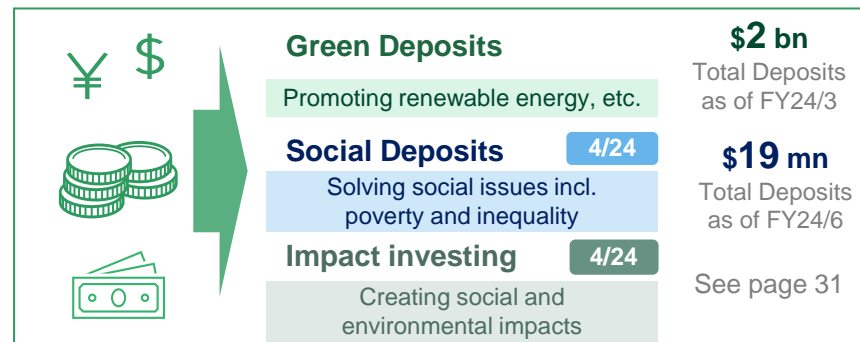 ¥ $
Green Deposits
Promoting renewable energy, etc.
$2 bn
Total Deposits
as of FY24/3
Social Deposits 4/24
Solving social issues incl.
poverty and inequality
$19 mn
Total Deposits
as of FY24/6
Impact investing 4/24
Creating social and
environmental impacts
See page 31